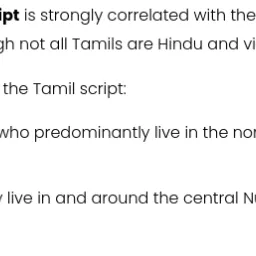 ipt is strongly correlated with the
gh not all Tamils are Hindu and vi
the Tamil script:
who predominantly live in the nor
y live in and around the central Nu